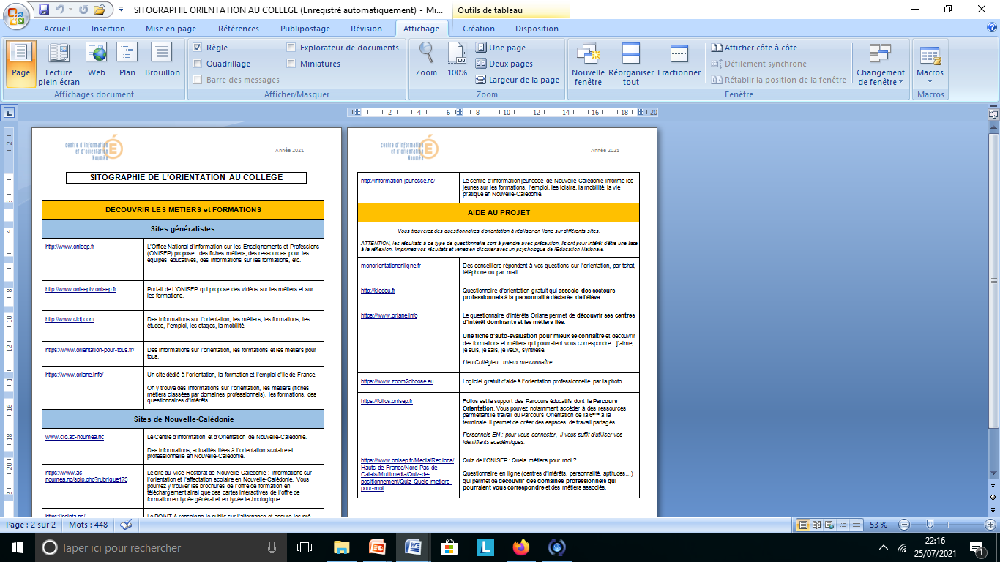 SITOGRAPHIE ORIENTATION AU COLLEGE (Enregistré automatiquement) - Mi...
Outils de tableau
Accueil Insertion Mise en page Références Publipostage Révision Affichage Création Disposition
Page
Lecture plein écran
Web
Plan
Brouillon
Affichages document
Règle
Quadrillage
Barre des messages
Explorateur de documents
Miniatures
Afficher/Masquer
Zoom
100%
Une page
Deux pages
Largeur de la page
Zoom
Nouvelle fenêtre
Réorganiser tout
Fractionner
Afficher côte à côte
Défilement synchrone
Rétablir la position de la fenêtre
Changement de fenêtre
Fenêtre
Macros
Macros
2 4 6 8 10 12 14 16 18 20
centre d'information
et d'orientation
Nouméa
Année 2021
SITOGRAPHIE DE L'ORIENTATION AU COLLEGE
DECOUVRIR LES METIERS et FORMATIONS
Sites généralistes
http://www.onisep.fr
L'Office National d'Information sur les Enseignements et Professions
(ONISEP) propose : des fiches métiers, des ressources pour les
équipes éducatives, des informations sur les formations, etc.
http://www.oniseptv.onisep.fr
Portail de L'ONISEP qui propose des vidéos sur les métiers et sur
les formations.
http://www.cidj.com
Des informations sur l'orientation, les métiers, les formations, les
études, l'emploi, les stages, la mobilité.
https://www.orientation-pour-tous.fr/
Des informations sur l'orientation, les formations et les métiers pour
tous.
https://www.oriane.info/
Un site dédié à l'orientation, la formation et l'emploi d'Ile de France.
On y trouve des informations sur l'orientation, les métiers (fiches
métiers classées par domaines professionnels), les formations, des
questionnaires d'intérêts.
Sites de Nouvelle-Calédonie
www.cio.ac-noumea.nc
Le Centre d'Information et d'Orientation de Nouvelle-Calédonie.
Des informations, actualités liées à l'orientation scolaire et
professionnelle en Nouvelle-Calédonie.
https://www.ac-
noumea.nc/spip.php?rubrique173
Le site du Vice-Rectorat de Nouvelle-Calédonie : informations sur
l'orientation et l'affectation scolaire en Nouvelle-Calédonie. Vous
pourrez y trouver les brochures de l'offre de formation en
téléchargement ainsi que des cartes interactives de l'offre de
formation en lycée général et en lycée technologique.
centre d'information
et d'orientation
Nouméa
Année 2021
http://information-jeunesse.nc/
Le centre d'information jeunesse de Nouvelle-Calédonie informe les
jeunes sur les formations, l'emploi, les loisirs, la mobilité, la vie
pratique en Nouvelle-Calédonie.
AIDE AU PROJET
Vous trouverez des questionnaires d'orientation à réaliser en ligne sur différents sites.
ATTENTION, les résultats à ce type de questionnaire sont à prendre avec précaution, ils ont pour intérêt d'être une base
à la réflexion. Imprimez vos résultats et venez en discuter avec un psychologue de l'Education Nationale.
monorientationenligne.fr
Des conseillers répondent à vos questions sur l'orientation, par tchat,
téléphone ou par mail.
http://kledou.fr
Questionnaire d'orientation gratuit qui associe des secteurs
professionnels à la personnalité déclarée de l'élève.
https://www.oriane.info
Le questionnaire d'intérêts Oriane permet de découvrir ses centres
d'intérêt dominants et les métiers liés.
Une fiche d'auto-évaluation pour mieux se connaître et découvrir
des formations et métiers qui pourraient vous correspondre : j'aime,
je suis, je sais, je veux, synthèse.
Lien Collégien : mieux me connaître
https://www.zoom2choose.eu
Logiciel gratuit d'aide à l'orientation professionnelle par la photo
https://folios.onisep.fr
Folios est le support des Parcours éducatifs dont le Parcours
Orientation. Vous pouvez notamment accéder à des ressources
permettant le travail du Parcours Orientation de la 6ème à la
terminale. Il permet de créer des espaces de travail partagés.
Personnels EN : pour vous connecter, il vous suffit d'utiliser vos
identifiants académiques.
https://www.onisep.fr/Media/Regions/
Hauts-de-France/Nord-Pas-de-
Calais/Multimedia/Quiz-de-
positionnement/Quiz-Quels-metiers-
pour-moi
Quiz de l'ONISEP : Quels métiers pour moi ?
Questionnaire en ligne (centres d'intérêts, personnalité, aptitudes...)
qui permet de découvrir des domaines professionnels qui
pourraient vous correspondre et des métiers associés.
Page : 2 sur 2 Mots : 448 53 %
Taper ici pour rechercher
22:16
25/07/2021